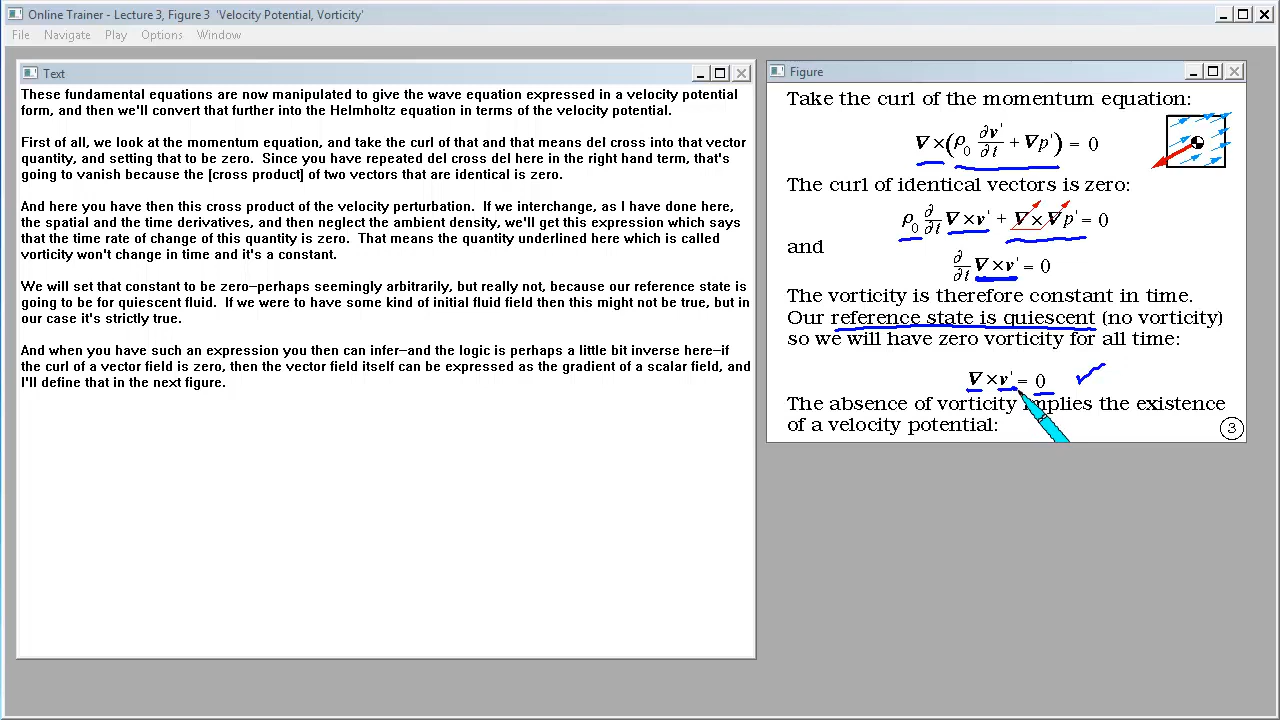 Online Trainer - Lecture 3, Figure 3 'Velocity Potential, Vorticity'
File Navigate Play Options Window
Text
These fundamental equations are now manipulated to give the wave equation expressed in a velocity potential
form, and then we'll convert that further into the Helmholtz equation in terms of the velocity potential.
First of all, we look at the momentum equation, and take the curl of that and that means del cross into that vector
quantity, and setting that to be zero. Since you have repeated del cross del here in the right hand term, that's
going to vanish because the [cross product] of two vectors that are identical is zero.
And here you have then this cross product of the velocity perturbation. If we interchange, as I have done here,
the spatial and the time derivatives, and then neglect the ambient density, we'll get this expression which says
that the time rate of change of this quantity is zero. That means the quantity underlined here which is called
vorticity won't change in time and it's a constant.
We will set that constant to be zero–perhaps seemingly arbitrarily, but really not, because our reference state is
going to be for quiescent fluid. If we were to have some kind of initial fluid field then this might not be true, but in
our case it's strictly true.
And when you have such an expression you then can infer–and the logic is perhaps a little bit inverse here–if
the curl of a vector field is zero, then the vector field itself can be expressed as the gradient of a scalar field, and
I'll define that in the next figure.
Figure
Take the curl of the momentum equation:
∇×(ρ₀ ∂v'/∂t + ∇p') = 0
The curl of identical vectors is zero:
ρ₀ ∂/∂t ∇×v' + ∇×∇p' = 0
and
∂/∂t ∇×v' = 0
The vorticity is therefore constant in time.
Our reference state is quiescent (no vorticity)
so we will have zero vorticity for all time:
∇×v' = 0
The absence of vorticity implies the existence
of a velocity potential:
3